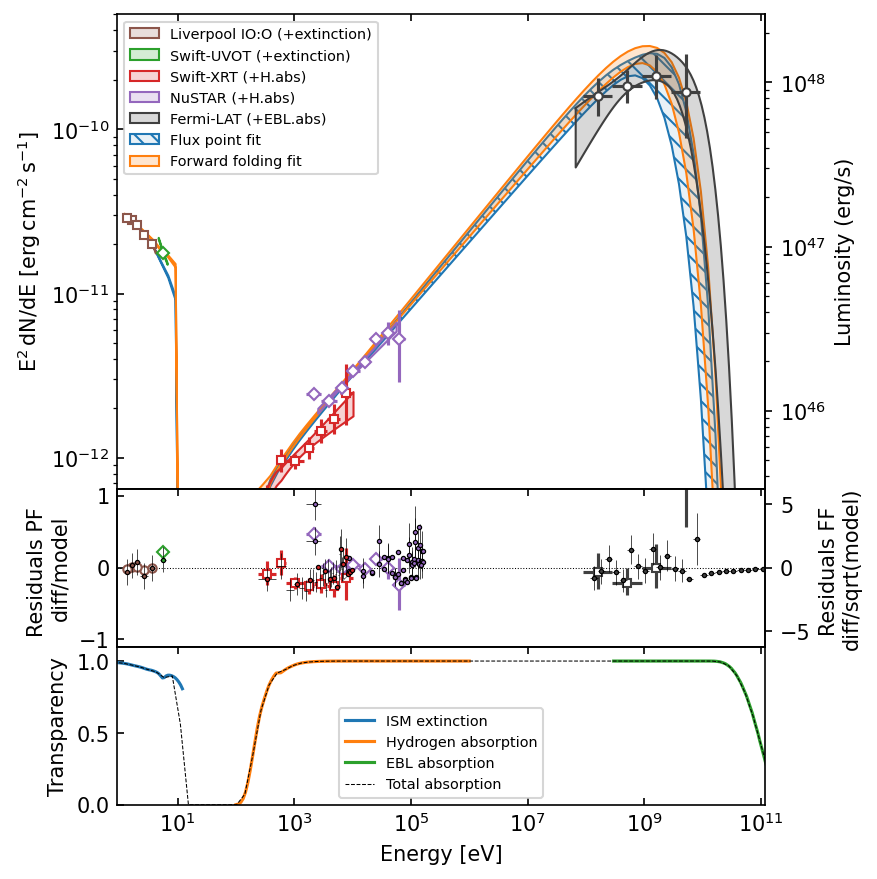 Liverpool IO:O (+extinction)
Swift-UVOT (+extinction)
Swift-XRT (+H.abs)
NuSTAR (+H.abs)
Fermi-LAT (+EBL.abs)
Flux point fit
Forward folding fit
E² dN/dE [erg cm⁻² s⁻¹]
10⁻¹⁰
10⁻¹¹
10⁻¹²
Luminosity (erg/s)
10⁴⁸
10⁴⁷
10⁴⁶
Residuals PF
diff/model
1
0
−1
Residuals FF
diff/sqrt(model)
5
0
−5
Transparency
1.0
0.5
0.0
ISM extinction
Hydrogen absorption
EBL absorption
Total absorption
10¹ 10³ 10⁵ 10⁷ 10⁹ 10¹¹
Energy [eV]